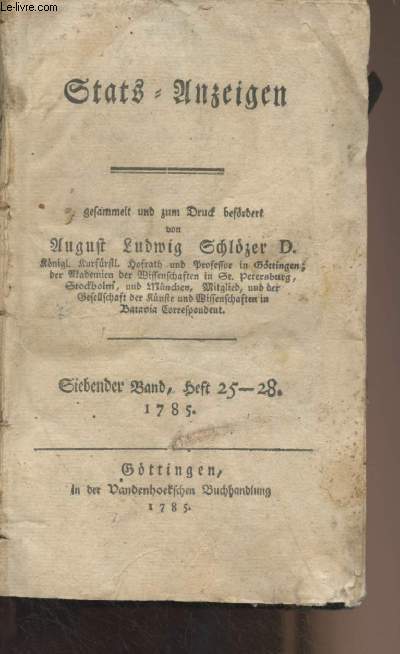 Le-livre.com
Stats-Anzeigen
gesammelt und zum Druck befördert
von
August Ludwig Schlözer D.
Königl. Kurfürstl. Hofrath und Professor in Göttingen;
der Akademien der Wissenschaften in St. Petersburg,
Stockholm, und München, Mitglied, und der
Gesellschaft der Künste und Wissenschaften in
Batavia Correspondent.
Siebender Band, Heft 25—28.
1785.
Göttingen,
in der Vandenhoekschen Buchhandlung
1785.